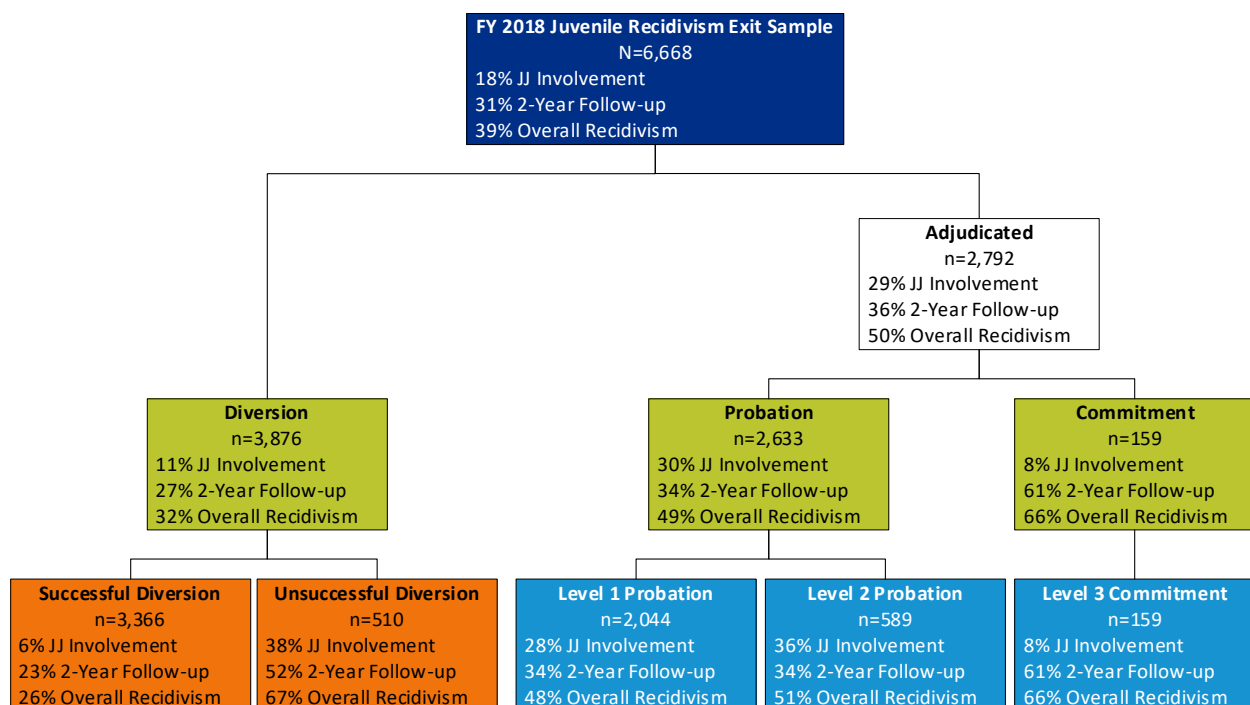 FY 2018 Juvenile Recidivism Exit Sample
N=6,668
18% JJ Involvement
31% 2-Year Follow-up
39% Overall Recidivism
Adjudicated
n=2,792
29% JJ Involvement
36% 2-Year Follow-up
50% Overall Recidivism
Diversion
n=3,876
11% JJ Involvement
27% 2-Year Follow-up
32% Overall Recidivism
Probation
n=2,633
30% JJ Involvement
34% 2-Year Follow-up
49% Overall Recidivism
Commitment
n=159
8% JJ Involvement
61% 2-Year Follow-up
66% Overall Recidivism
Successful Diversion
n=3,366
6% JJ Involvement
23% 2-Year Follow-up
26% Overall Recidivism
Unsuccessful Diversion
n=510
38% JJ Involvement
52% 2-Year Follow-up
67% Overall Recidivism
Level 1 Probation
n=2,044
28% JJ Involvement
34% 2-Year Follow-up
48% Overall Recidivism
Level 2 Probation
n=589
36% JJ Involvement
34% 2-Year Follow-up
51% Overall Recidivism
Level 3 Commitment
n=159
8% JJ Involvement
61% 2-Year Follow-up
66% Overall Recidivism